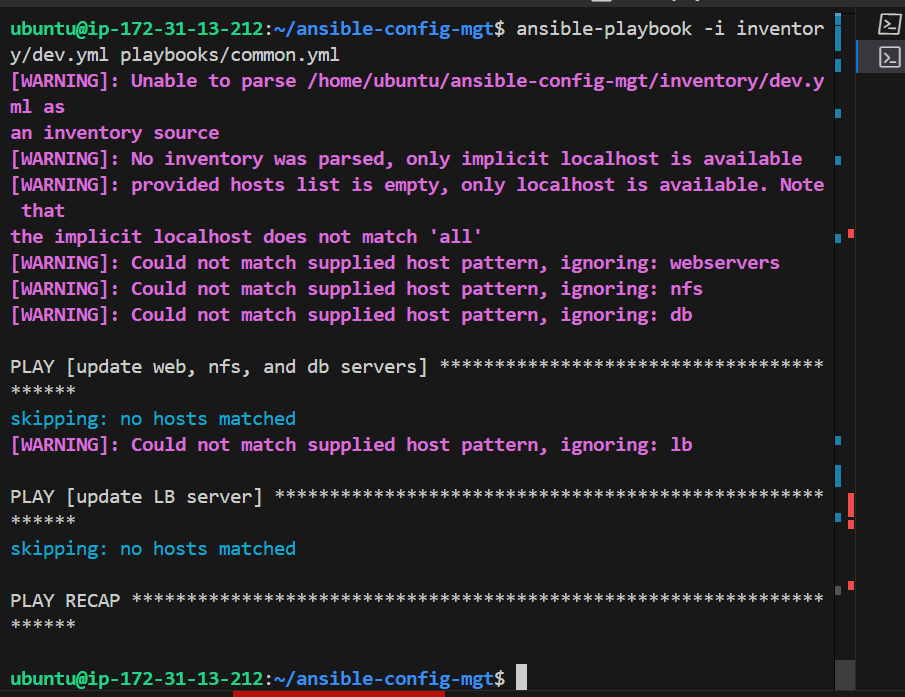 ubuntu@ip-172-31-13-212:~/ansible-config-mgt$ ansible-playbook -i inventor
y/dev.yml playbooks/common.yml
[WARNING]: Unable to parse /home/ubuntu/ansible-config-mgt/inventory/dev.y
ml as
an inventory source
[WARNING]: No inventory was parsed, only implicit localhost is available
[WARNING]: provided hosts list is empty, only localhost is available. Note
 that
the implicit localhost does not match 'all'
[WARNING]: Could not match supplied host pattern, ignoring: webservers
[WARNING]: Could not match supplied host pattern, ignoring: nfs
[WARNING]: Could not match supplied host pattern, ignoring: db
PLAY [update web, nfs, and db servers] ***********************************
******
skipping: no hosts matched
[WARNING]: Could not match supplied host pattern, ignoring: lb
PLAY [update LB server] **************************************************
******
skipping: no hosts matched
PLAY RECAP ***************************************************************
******
ubuntu@ip-172-31-13-212:~/ansible-config-mgt$